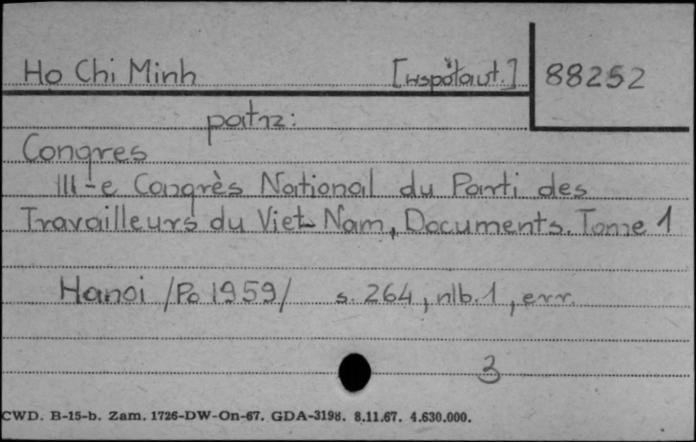 Ho Chi Minh [współaut.] 88252
patrz:
Congres
III-e Congrès National du Parti des
Travailleurs du Viet Nam, Documents. Tome 1
Hanoi /Po 1959/ s. 264, nlb. 1, err.
3
CWD. B-15-b. Zam. 1726-DW-On-67. GDA-3198. 8.11.67. 4.630.000.